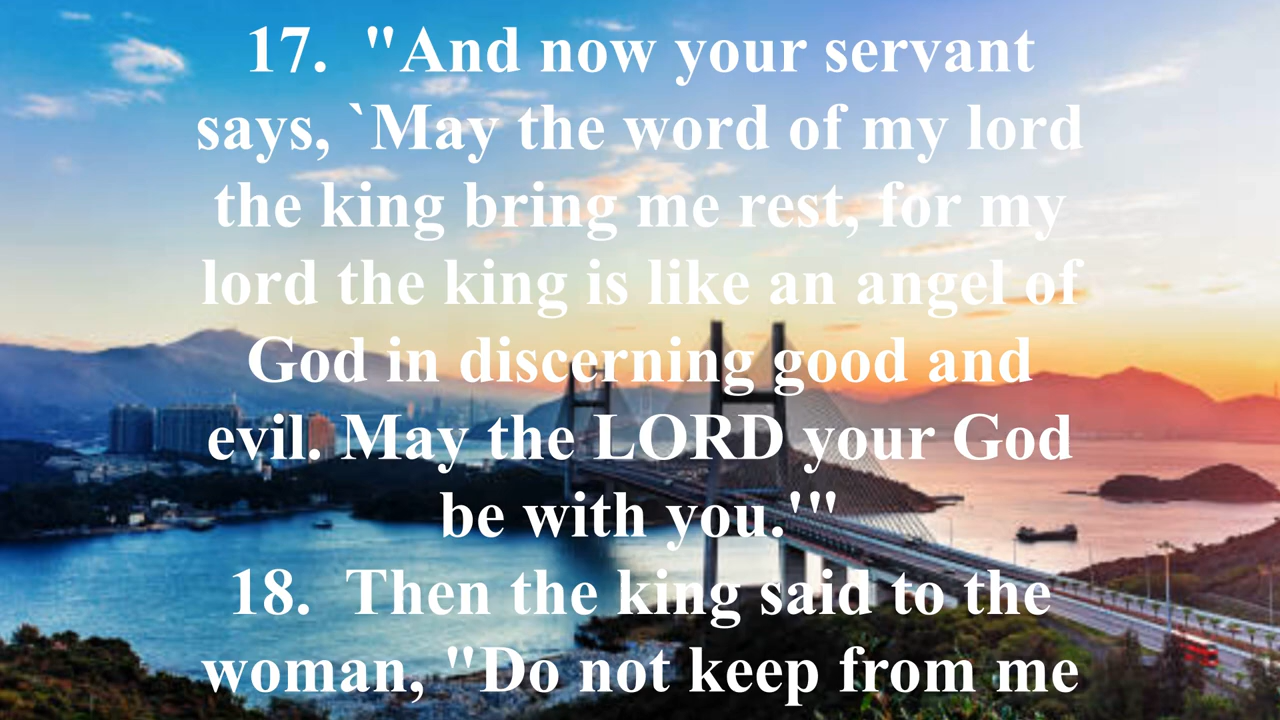 17.  "And now your servant
says, `May the word of my lord
the king bring me rest, for my
lord the king is like an angel of
God in discerning good and
evil. May the LORD your God
be with you.'"
18.  Then the king said to the
woman, "Do not keep from me